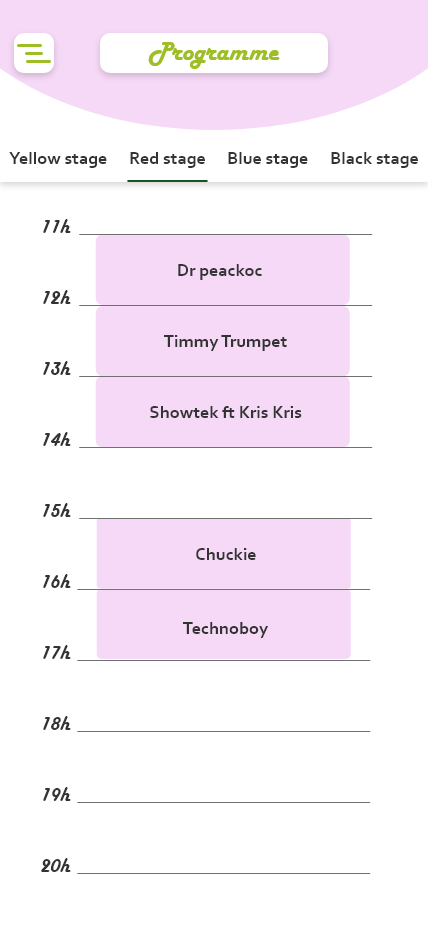 Programme
Yellow stage Red stage Blue stage Black stage
11h
Dr peackoc
12h
Timmy Trumpet
13h
Showtek ft Kris Kris
14h
15h
Chuckie
16h
Technoboy
17h
18h
19h
20h